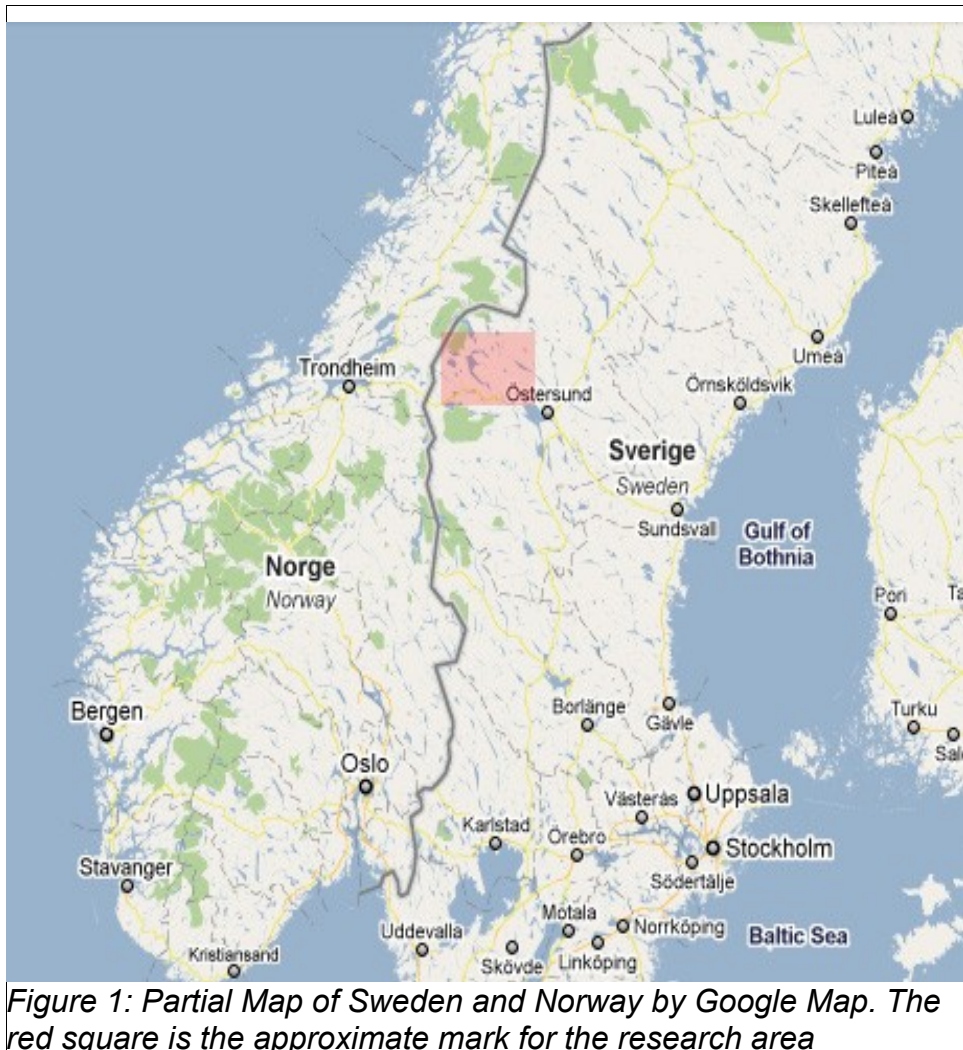 Luleå
Piteå
Skellefteå
Umeå
Trondheim
Östersund
Örnsköldsvik
Sverige
Sweden
Sundsvall
Gulf of
Bothnia
Norge
Norway
Pori
Ta
Bergen
Borlänge
Gävle
Turku
Salo
Oslo
Västerås
Uppsala
Karlstad
Örebro
Stockholm
Södertälje
Stavanger
Uddevalla
Motala
Norrköping
Baltic Sea
Kristiansand
Skövde
Linköping
Figure 1: Partial Map of Sweden and Norway by Google Map. The
red square is the approximate mark for the research area